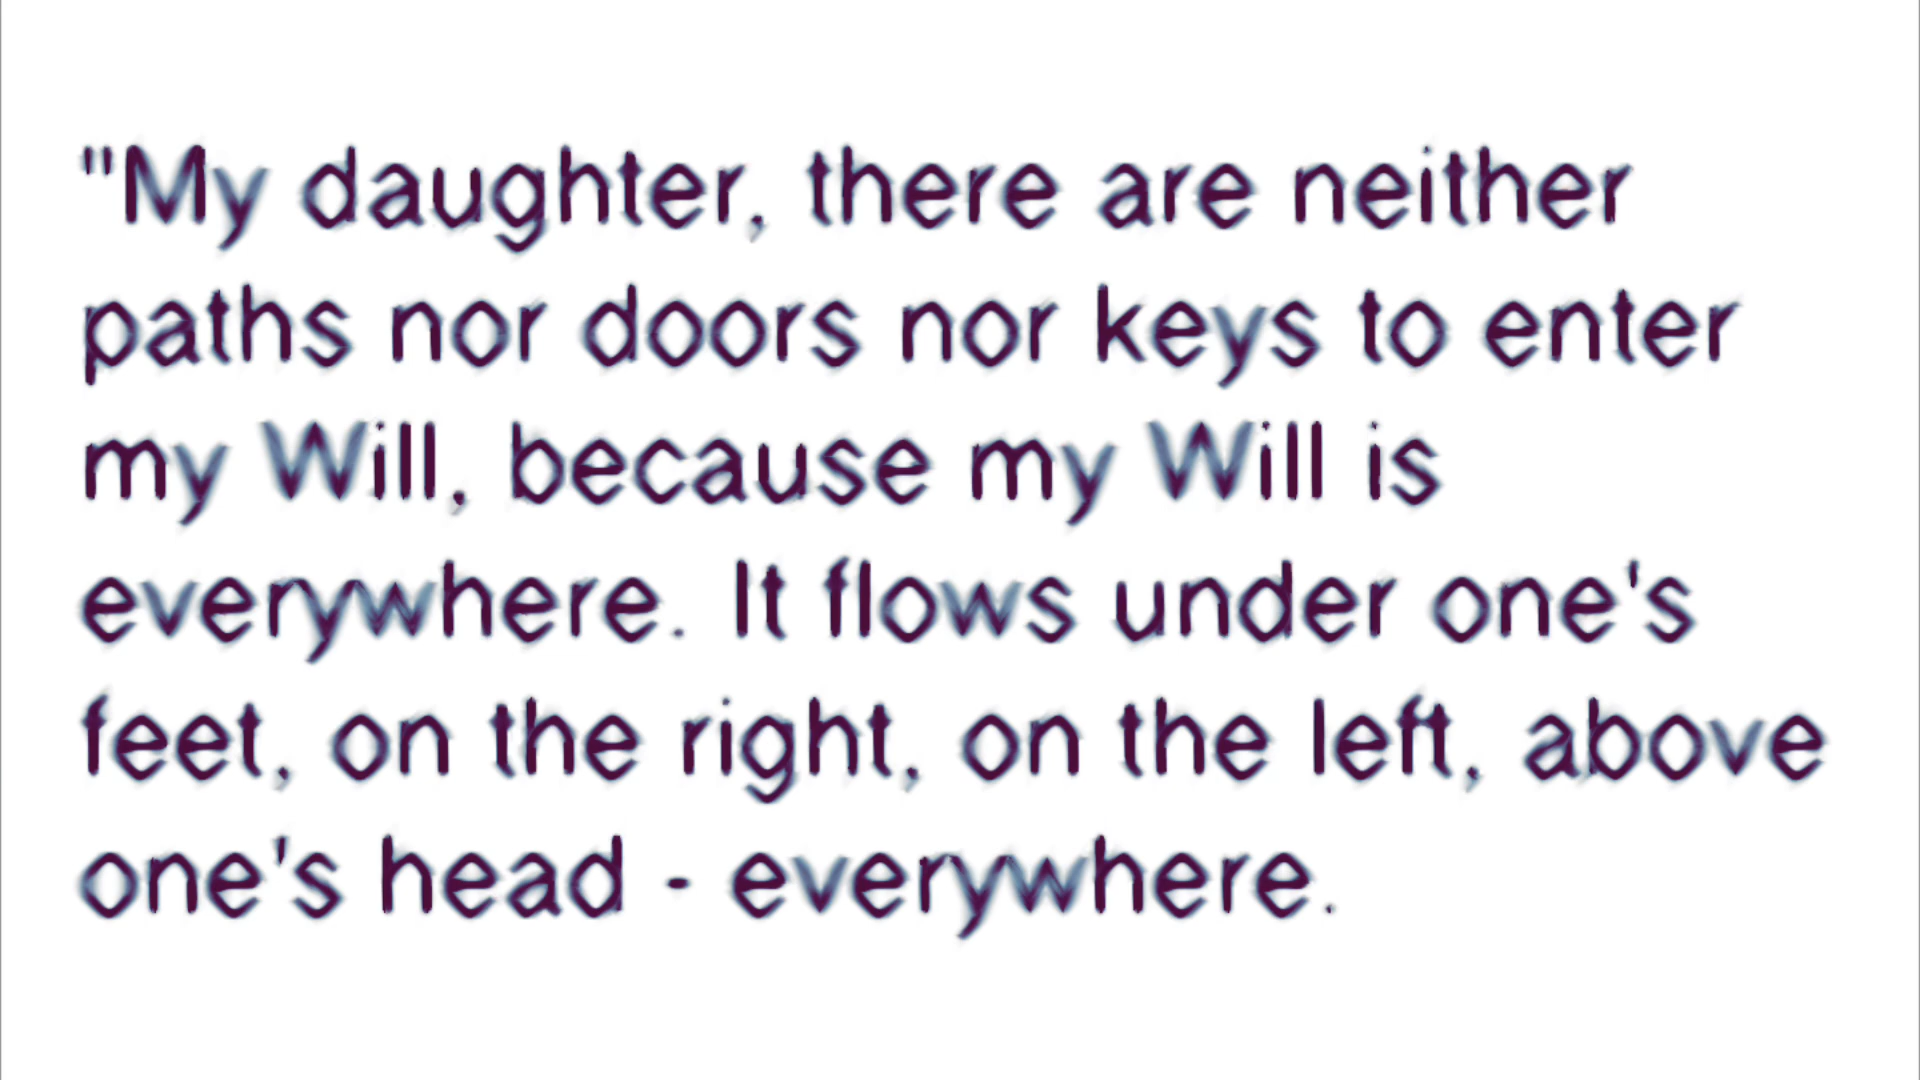 "My daughter, there are neither
paths nor doors nor keys to enter
my Will, because my Will is
everywhere. It flows under one's
feet, on the right, on the left, above
one's head - everywhere.